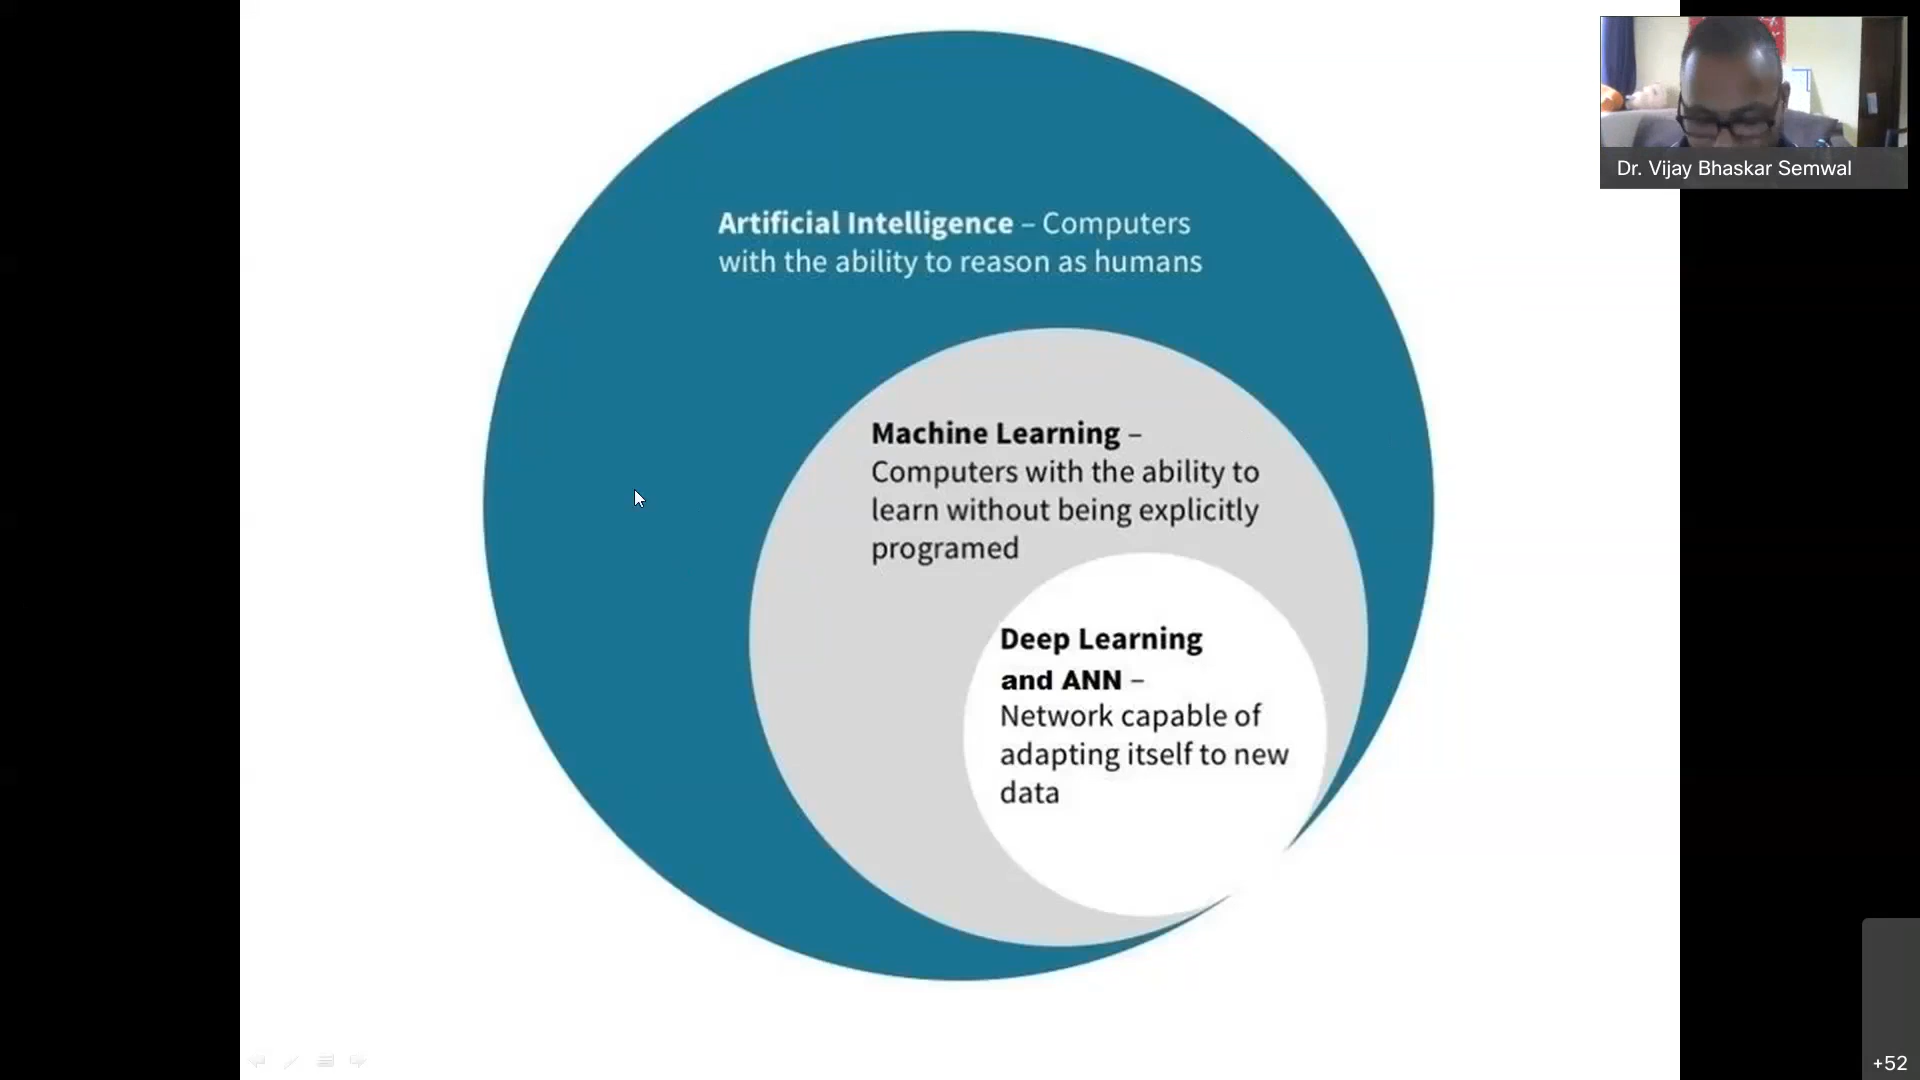 Dr. Vijay Bhaskar Semwal
Artificial Intelligence – Computers
with the ability to reason as humans
Machine Learning –
Computers with the ability to
learn without being explicitly
programed
Deep Learning
and ANN –
Network capable of
adapting itself to new
data
+52